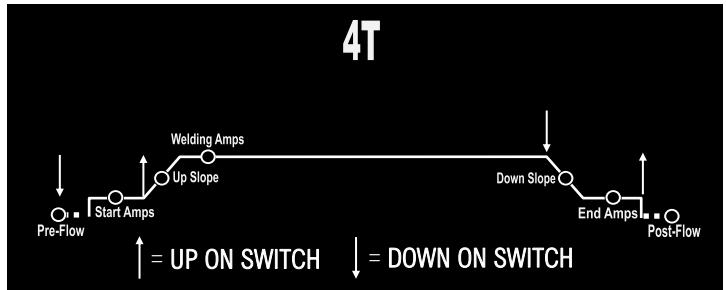 4T
Welding Amps
Up Slope
Down Slope
Start Amps
End Amps
Pre-Flow
Post-Flow
= UP ON SWITCH
= DOWN ON SWITCH